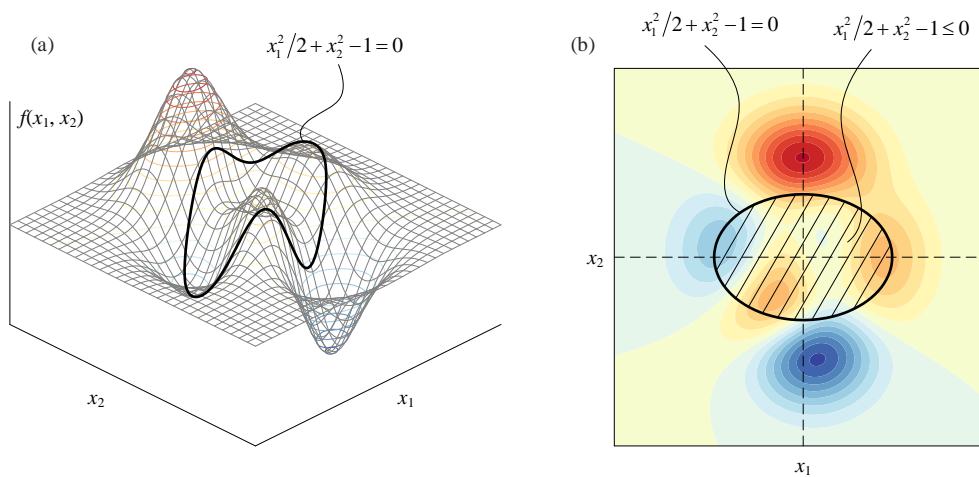 (a)
x₁²/2 + x₂² − 1 = 0
f(x₁, x₂)
x₂
x₁
(b)
x₁²/2 + x₂² − 1 = 0
x₁²/2 + x₂² − 1 ≤ 0
x₂
x₁